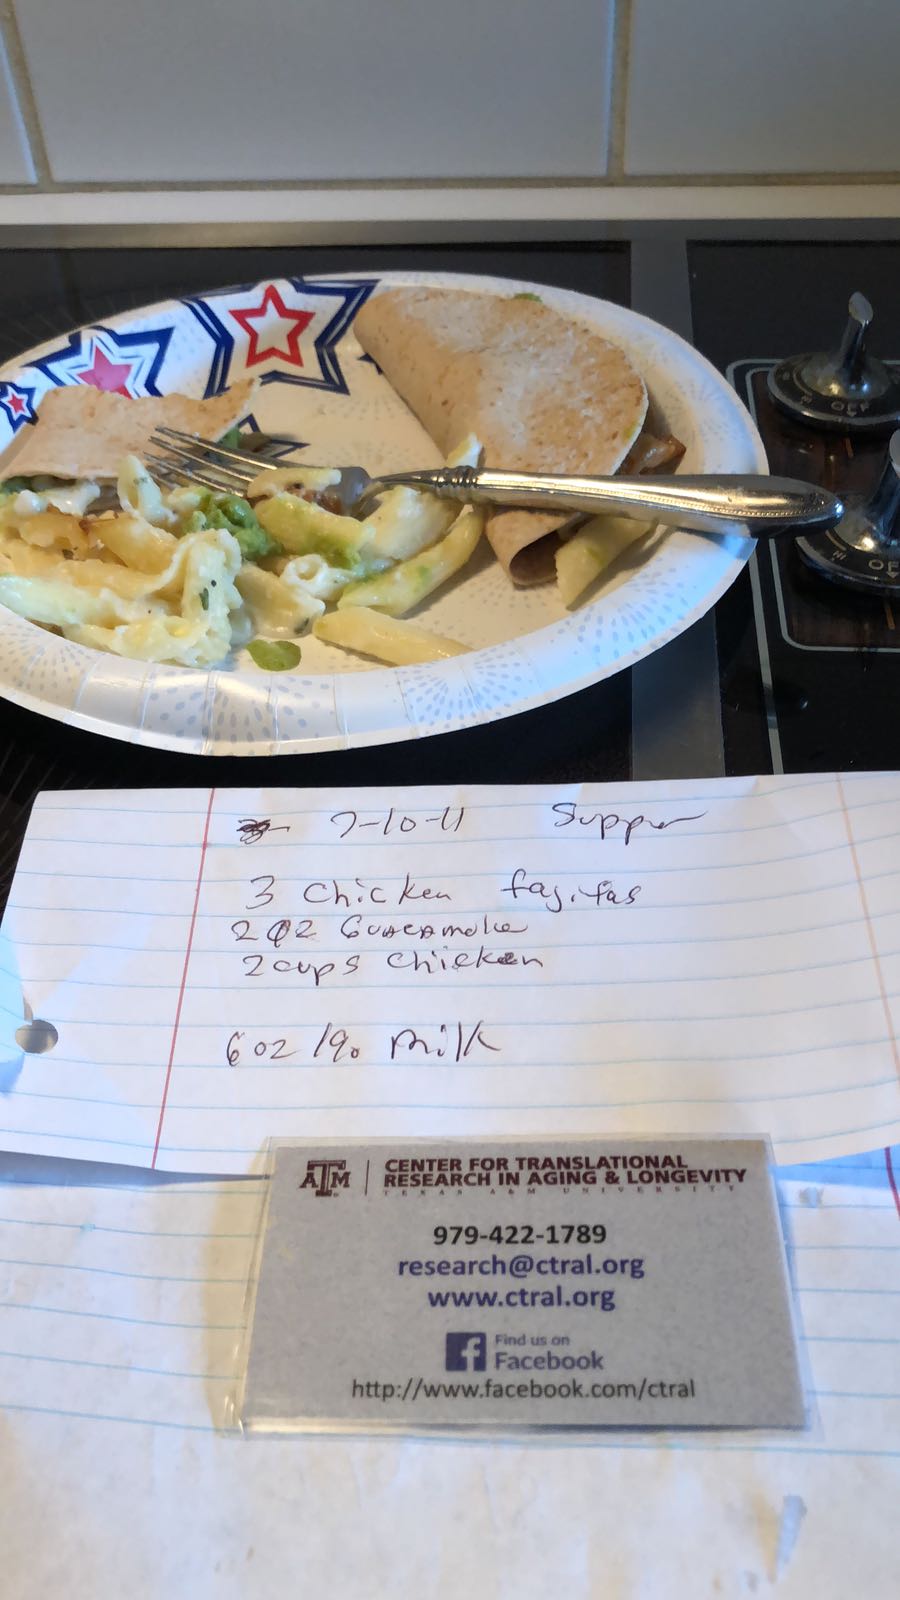 OFF
OFF
7-10-11 Supper
3 Chicken fajitas
2 oz Guacamole
2 cups Chicken
6 oz 1% Milk
ATM | CENTER FOR TRANSLATIONAL
RESEARCH IN AGING & LONGEVITY
TEXAS A&M UNIVERSITY
979-422-1789
research@ctral.org
www.ctral.org
f Find us on
Facebook
http://www.facebook.com/ctral